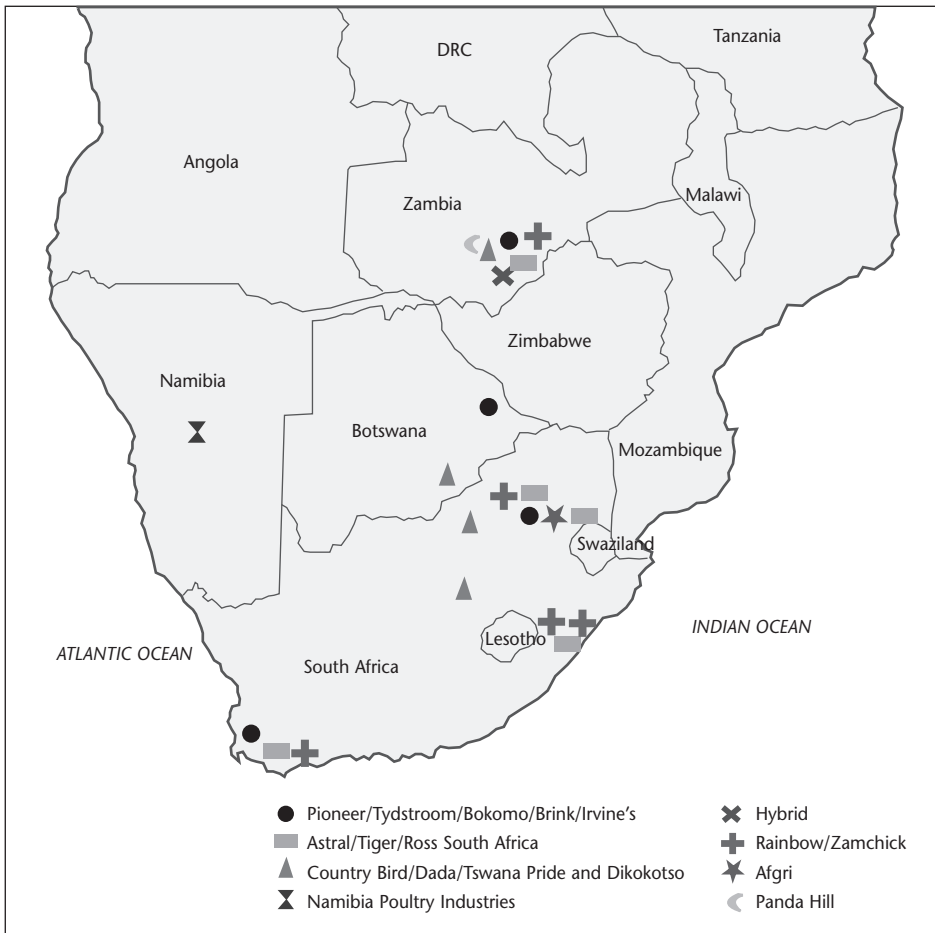 DRC
Tanzania
Angola
Zambia
Malawi
Zimbabwe
Namibia
Botswana
Mozambique
Swaziland
Lesotho
INDIAN OCEAN
ATLANTIC OCEAN
South Africa
Pioneer/Tydstroom/Bokomo/Brink/Irvine's
Astral/Tiger/Ross South Africa
Country Bird/Dada/Tswana Pride and Dikokotso
Namibia Poultry Industries
Hybrid
Rainbow/Zamchick
Afgri
Panda Hill